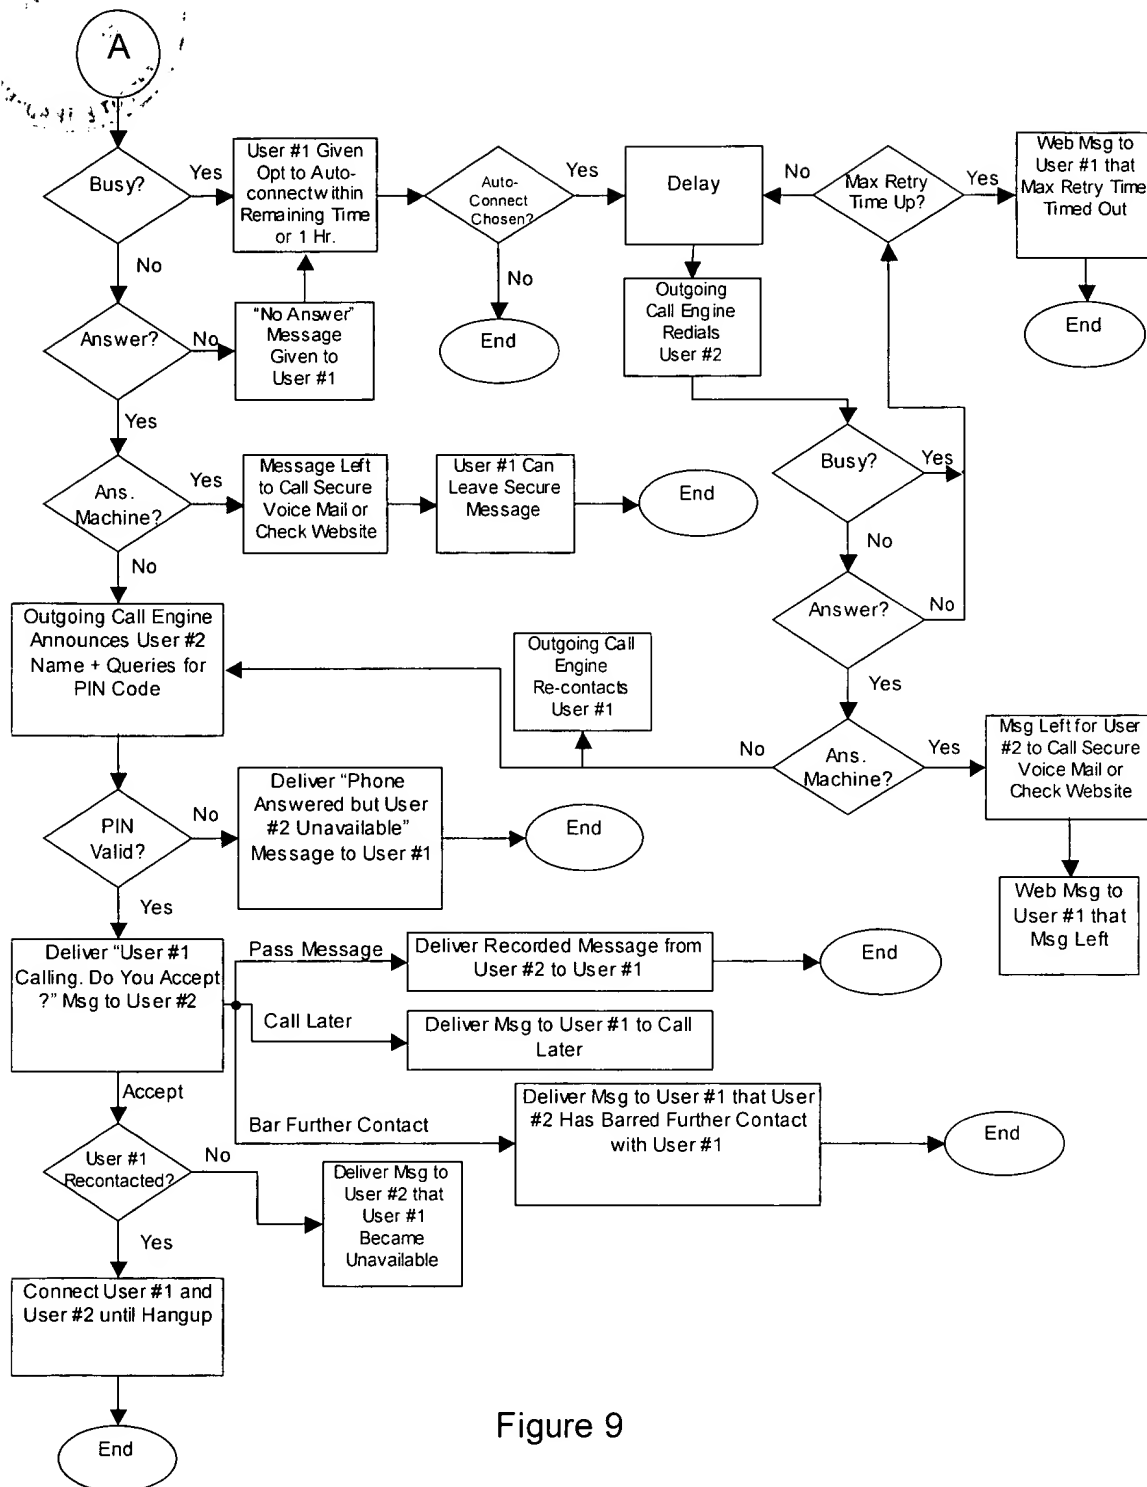 A
Busy?
Yes
User #1 Given
Opt to Auto-
connect within
Remaining Time
or 1 Hr.
Auto-
Connect
Chosen?
Yes
Delay
No
Max Retry
Time Up?
Yes
Web Msg to
User #1 that
Max Retry Time
Timed Out
No
No
End
Outgoing
Call Engine
Redials
User #2
End
Answer?
No
"No Answer"
Message
Given to
User #1
Yes
Ans.
Machine?
Yes
Message Left
to Call Secure
Voice Mail or
Check Website
User #1 Can
Leave Secure
Message
End
Busy?
Yes
No
No
Answer?
No
Outgoing Call Engine
Announces User #2
Name + Queries for
PIN Code
Outgoing Call
Engine
Re-contacts
User #1
Yes
No
Ans.
Machine?
Yes
Msg Left for User
#2 to Call Secure
Voice Mail or
Check Website
PIN
Valid?
No
Deliver "Phone
Answered but User
#2 Unavailable"
Message to User #1
End
Web Msg to
User #1 that
Msg Left
Yes
Deliver "User #1
Calling. Do You Accept
?" Msg to User #2
Pass Message
Deliver Recorded Message from
User #2 to User #1
End
Call Later
Deliver Msg to User #1 to Call
Later
Accept
Bar Further Contact
Deliver Msg to User #1 that User
#2 Has Barred Further Contact
with User #1
End
User #1
Recontacted?
No
Deliver Msg to
User #2 that
User #1
Became
Unavailable
Yes
Connect User #1 and
User #2 until Hangup
End
Figure 9